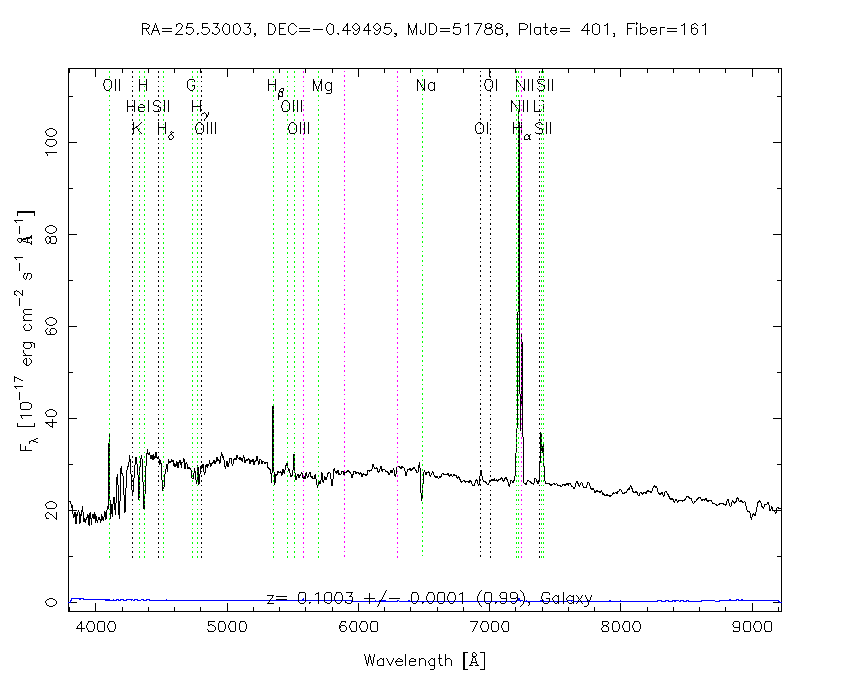 RA=25.53003, DEC=−0.49495, MJD=51788, Plate= 401, Fiber=161
OII H G Hβ Mg Na OI NII SII
HeI SII Hγ OIII NII Li
K Hδ OIII OIII OI Hα SII
100
80
60
40
20
0
Fλ [10−17 erg cm−2 s−1 Å−1]
z= 0.1003 +/− 0.0001 (0.99), Galaxy
4000 5000 6000 7000 8000 9000
Wavelength [Å]